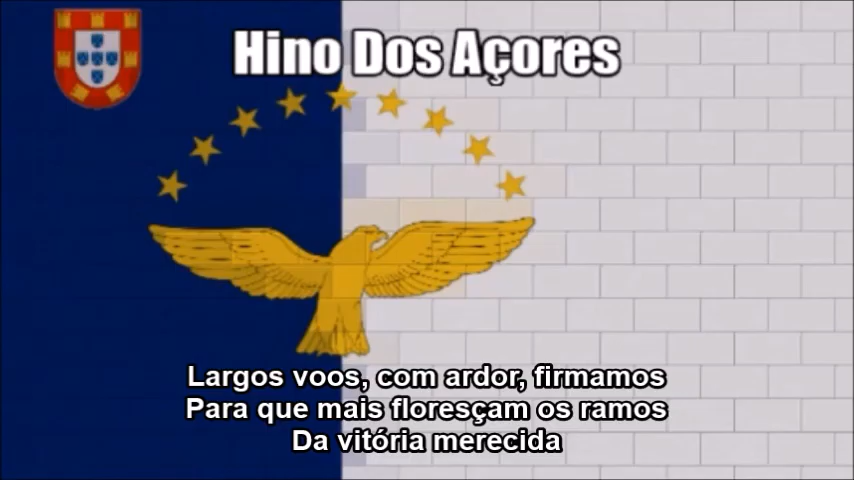 Hino Dos Açores
Largos voos, com ardor, firmamos
Para que mais floresçam os ramos
Da vitória merecida